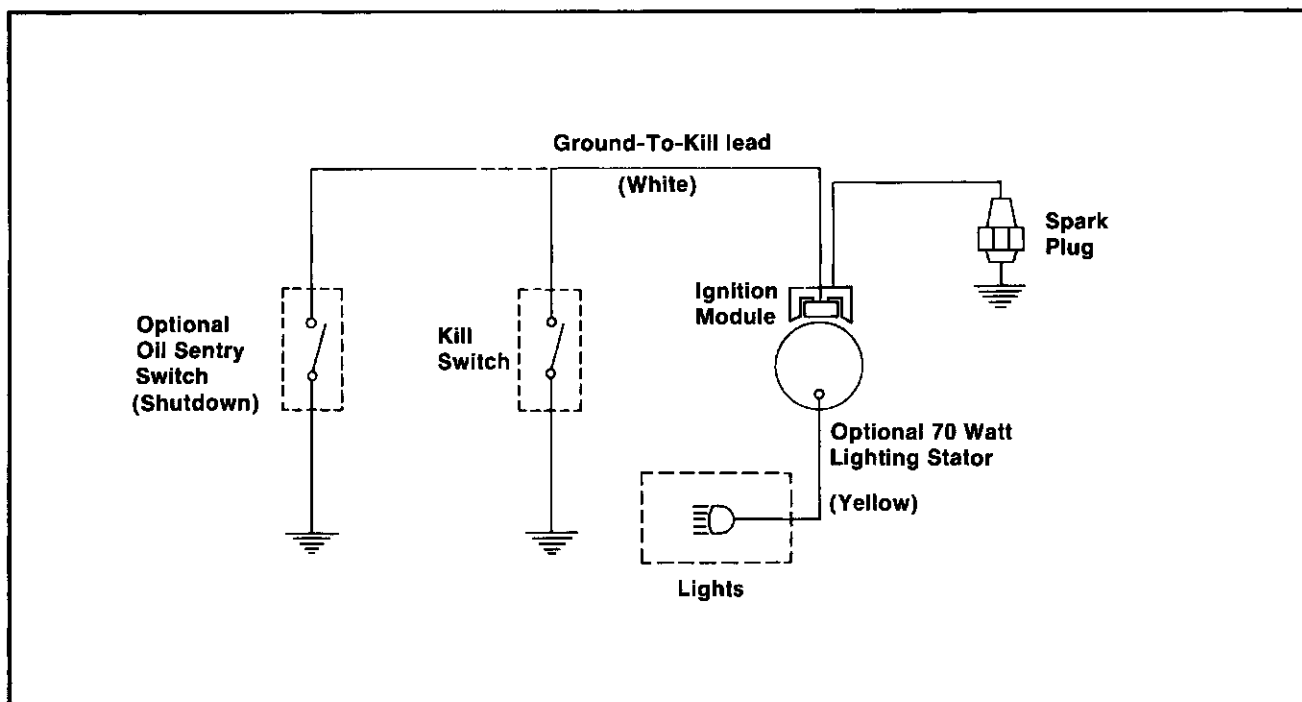 Ground-To-Kill lead
(White)
Spark
Plug
Ignition
Module
Optional
Oil Sentry
Switch
(Shutdown)
Kill
Switch
Optional 70 Watt
Lighting Stator
(Yellow)
Lights